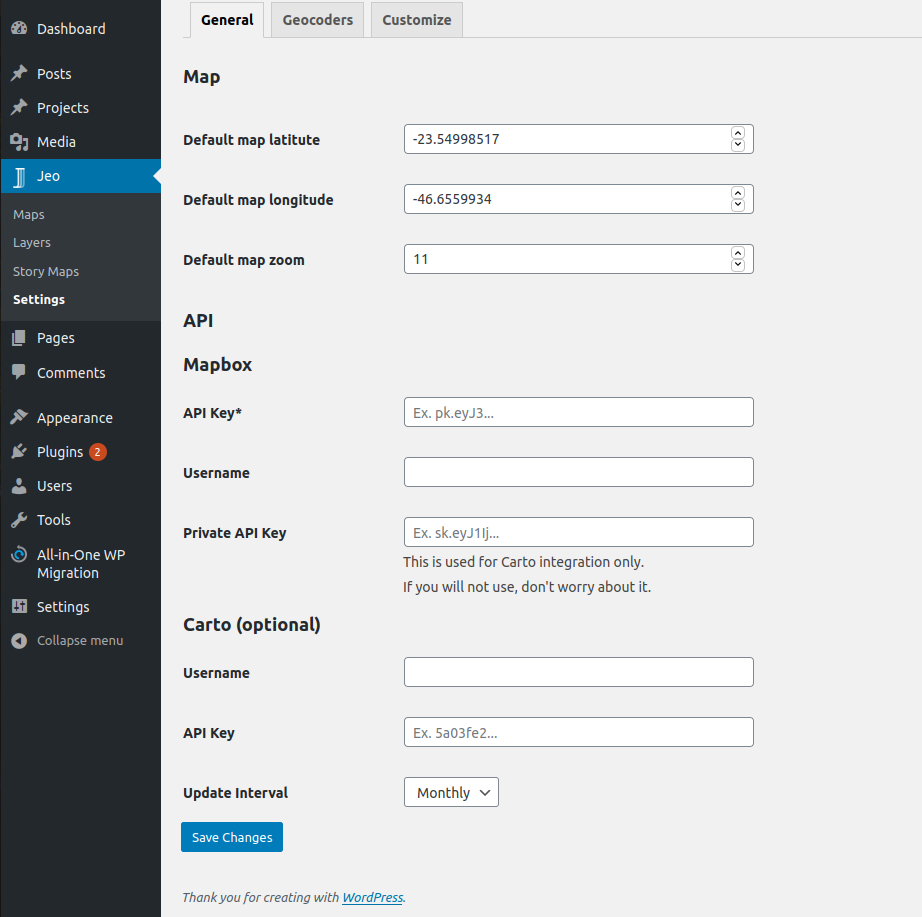 Dashboard
Posts
Projects
Media
Jeo
Maps
Layers
Story Maps
Settings
Pages
Comments
Appearance
Plugins 2
Users
Tools
All-in-One WP
Migration
Settings
Collapse menu
General Geocoders Customize
Map
Default map latitute -23.54998517
Default map longitude -46.6559934
Default map zoom 11
API
Mapbox
API Key* Ex. pk.eyJ3...
Username
Private API Key Ex. sk.eyJ1Ij...
This is used for Carto integration only.
If you will not use, don't worry about it.
Carto (optional)
Username
API Key Ex. 5a03fe2...
Update Interval Monthly
Save Changes
Thank you for creating with WordPress.